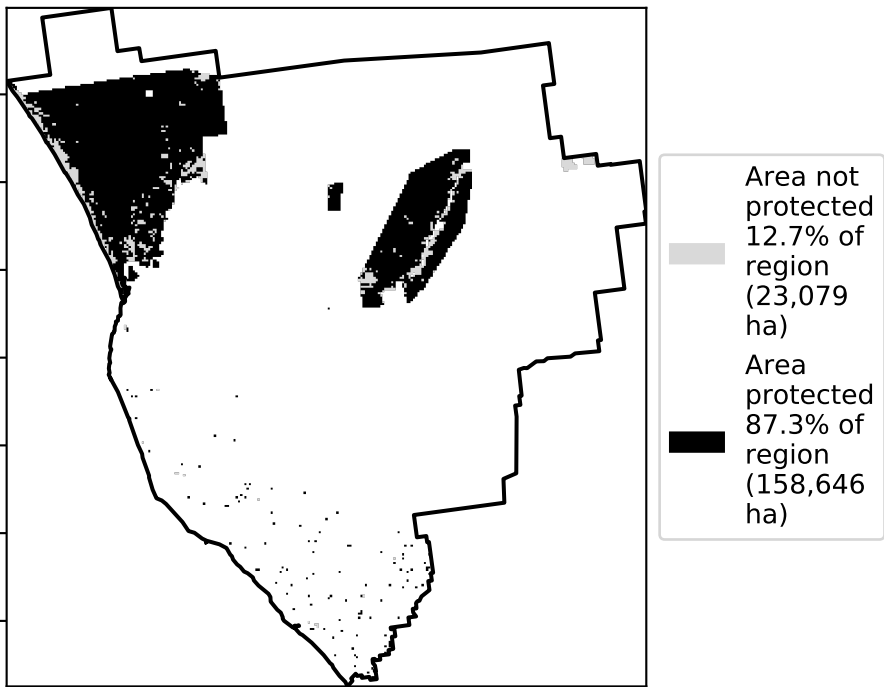 Area not
protected
12.7% of
region
(23,079
ha)
Area
protected
87.3% of
region
(158,646
ha)